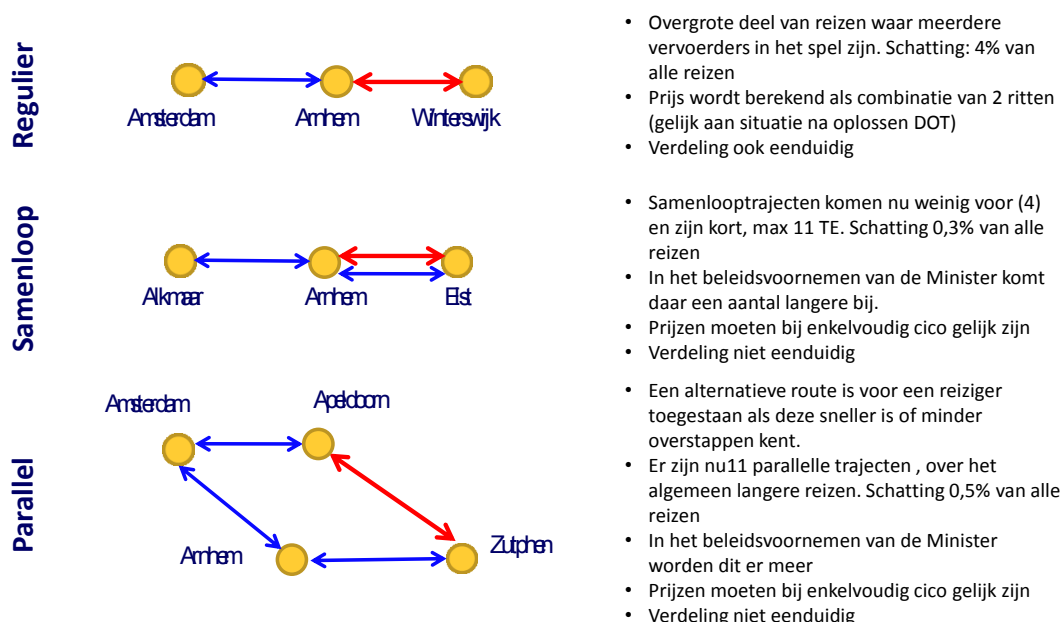 Regulier
Amsterdam
Arnhem
Winterswijk
• Overgrote deel van reizen waar meerdere
vervoerders in het spel zijn. Schatting: 4% van
alle reizen
• Prijs wordt berekend als combinatie van 2 ritten
(gelijk aan situatie na oplossen DOT)
• Verdeling ook eenduidig
Samenloop
Alkmaar
Arnhem
Elst
• Samenlooptrajecten komen nu weinig voor (4)
en zijn kort, max 11 TE. Schatting 0,3% van alle
reizen
• In het beleidsvoornemen van de Minister komt
daar een aantal langere bij.
• Prijzen moeten bij enkelvoudig cico gelijk zijn
• Verdeling niet eenduidig
Parallel
Amsterdam
Apeldoorn
Arnhem
Zutphen
• Een alternatieve route is voor een reiziger
toegestaan als deze sneller is of minder
overstappen kent.
• Er zijn nu11 parallelle trajecten , over het
algemeen langere reizen. Schatting 0,5% van alle
reizen
• In het beleidsvoornemen van de Minister
worden dit er meer
• Prijzen moeten bij enkelvoudig cico gelijk zijn
• Verdeling niet eenduidig